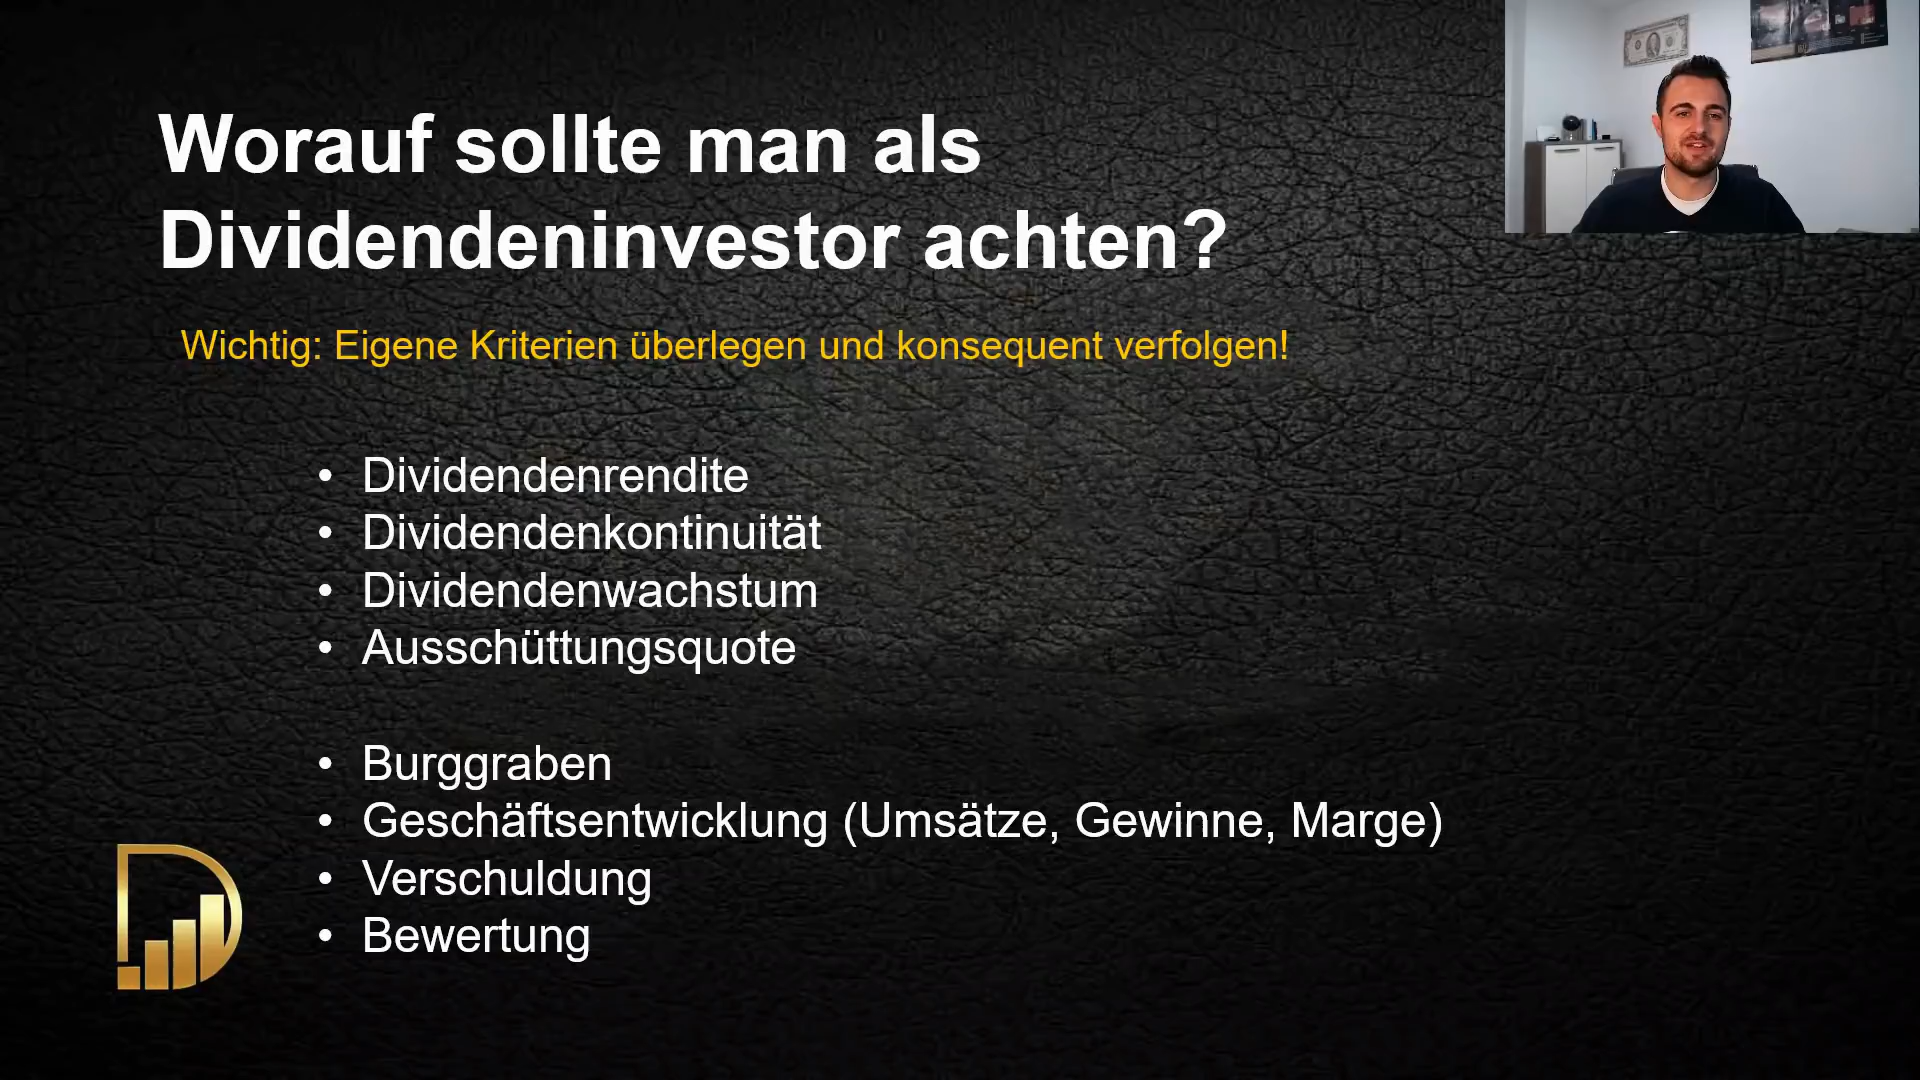 Worauf sollte man als
Dividendeninvestor achten?
Wichtig: Eigene Kriterien überlegen und konsequent verfolgen!
• Dividendenrendite
• Dividendenkontinuität
• Dividendenwachstum
• Ausschüttungsquote
• Burggraben
• Geschäftsentwicklung (Umsätze, Gewinne, Marge)
• Verschuldung
• Bewertung